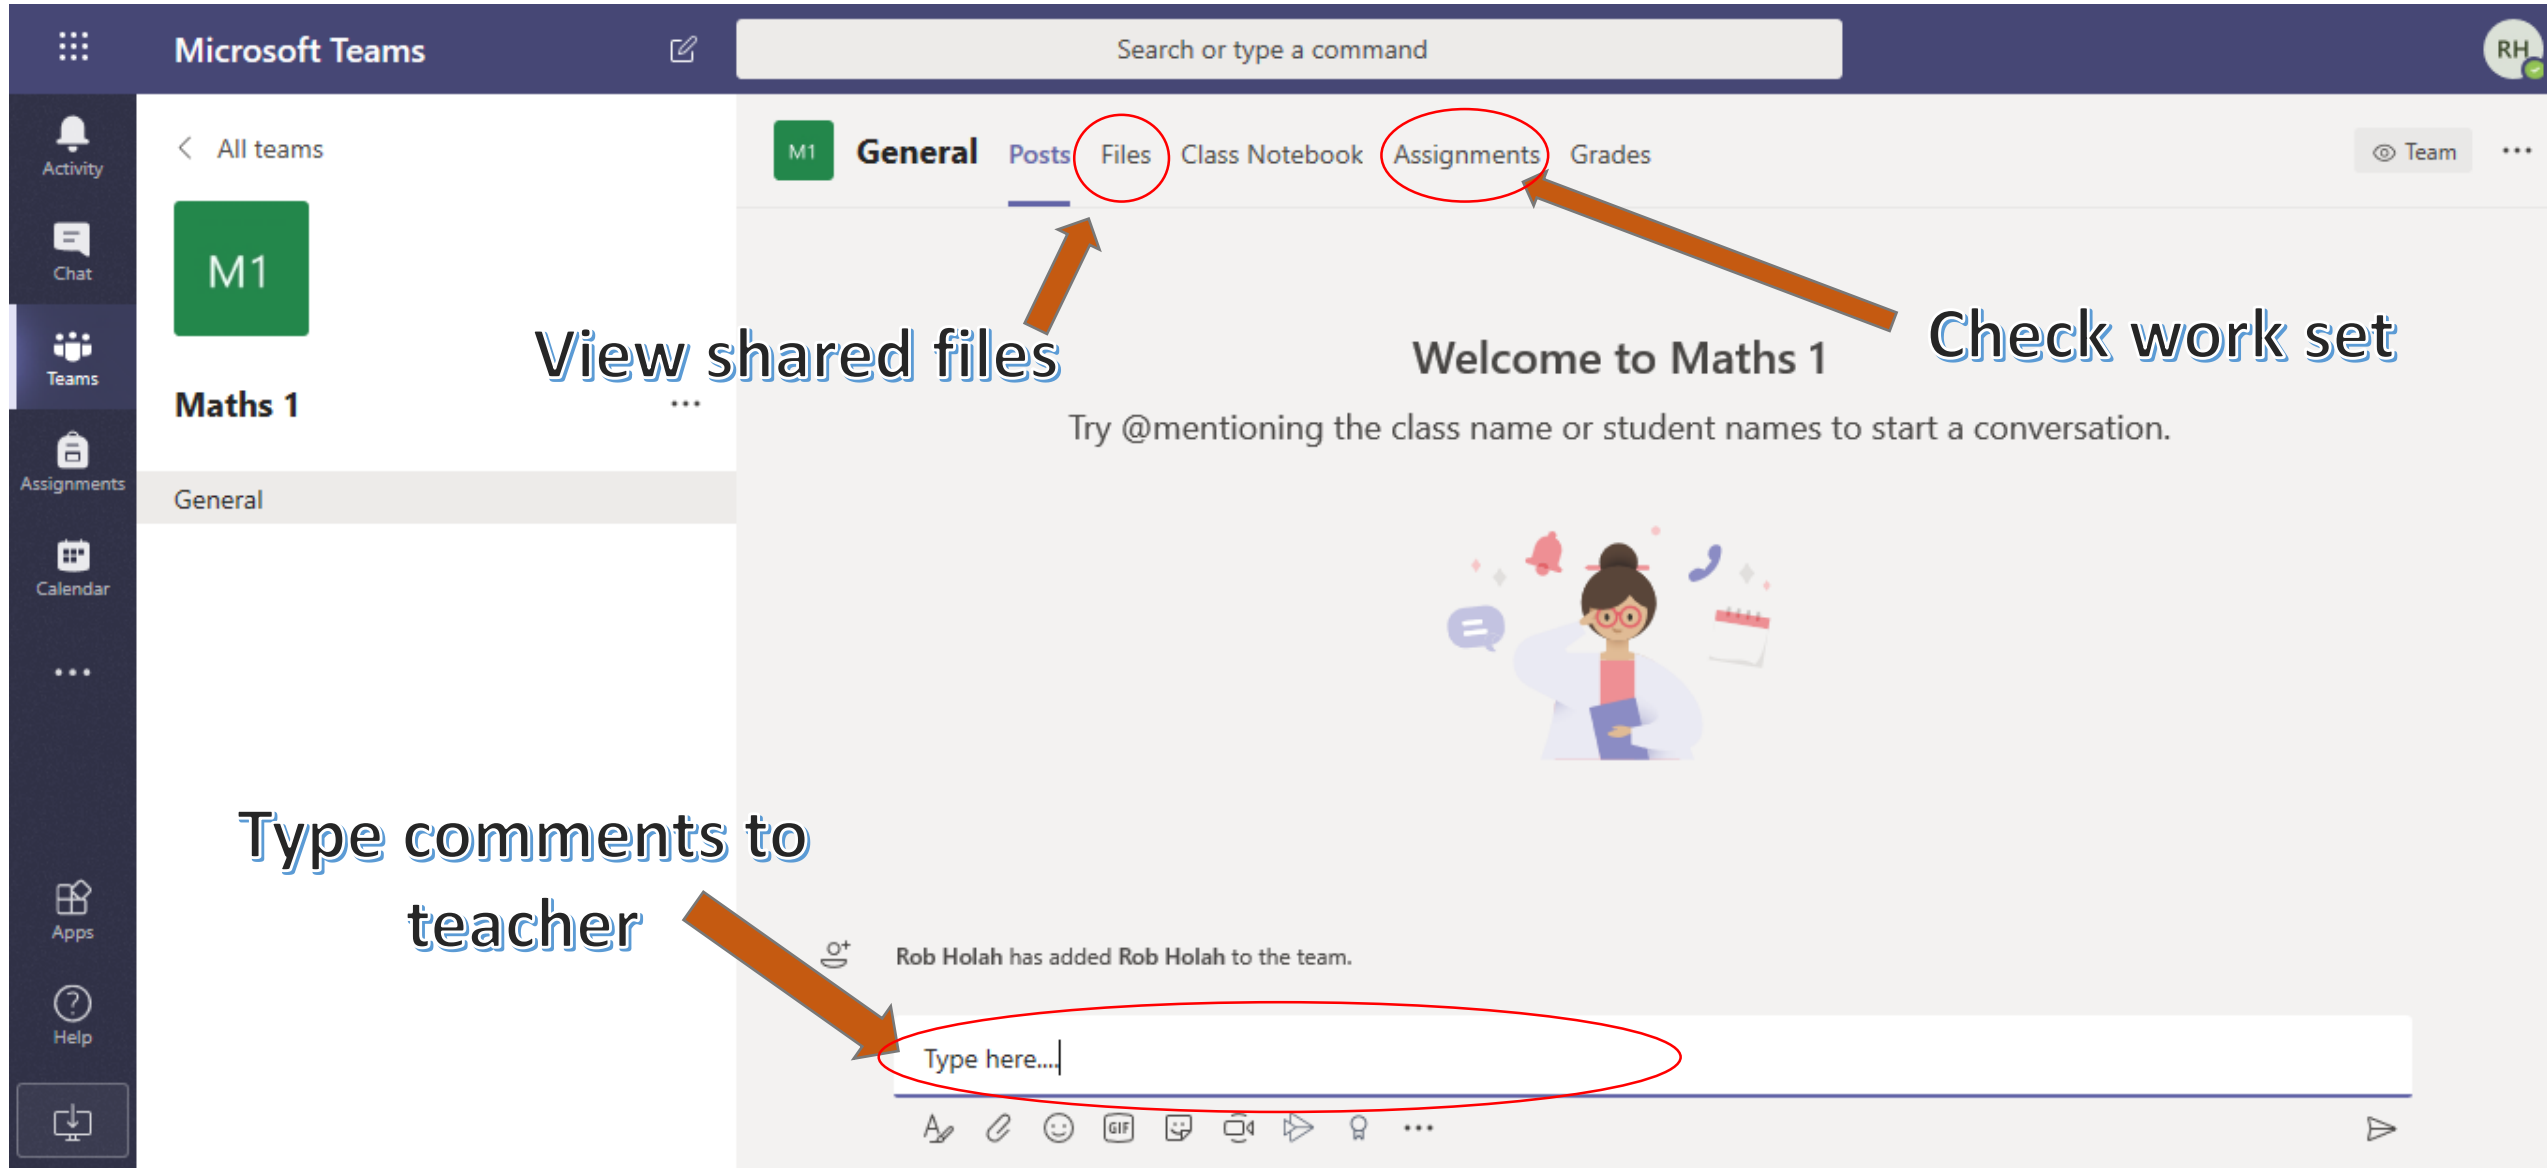 Microsoft Teams
Search or type a command
RH
Activity
Chat
Teams
Assignments
Calendar
Apps
Help
All teams
M1
Maths 1
General
M1 General Posts Files Class Notebook Assignments Grades
Team
View shared files
Check work set
Welcome to Maths 1
Try @mentioning the class name or student names to start a conversation.
Type comments to
teacher
Rob Holah has added Rob Holah to the team.
Type here....
GIF